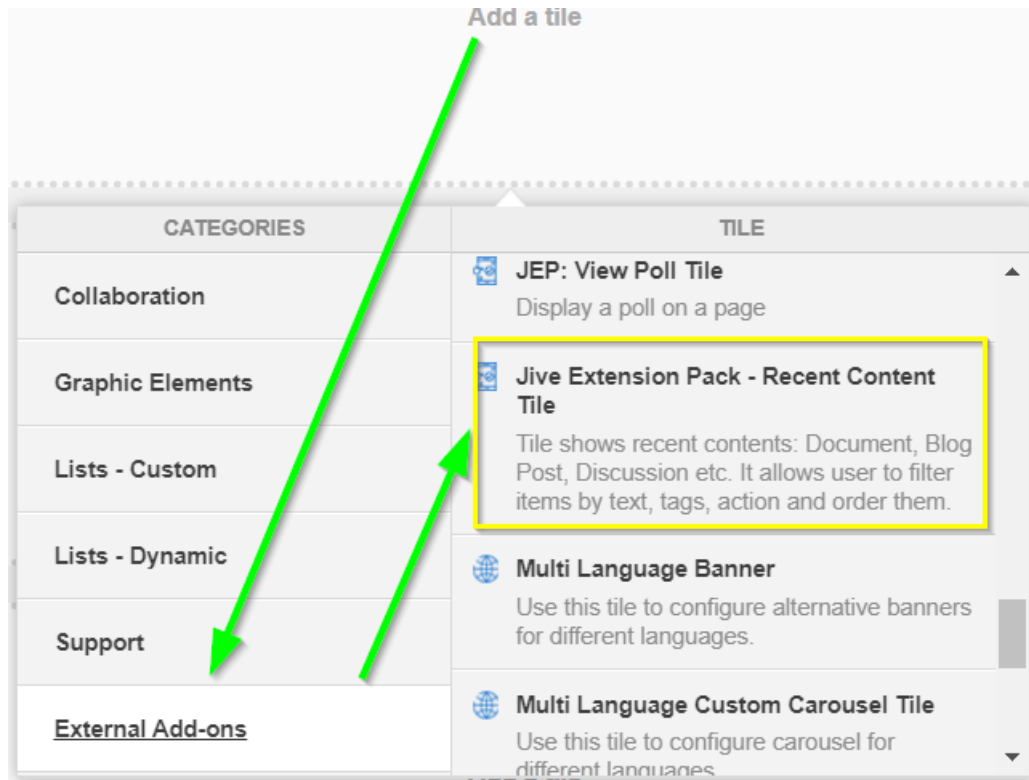 Add a tile
CATEGORIES
TILE
Collaboration
Graphic Elements
Lists - Custom
Lists - Dynamic
Support
External Add-ons
JEP: View Poll Tile
Display a poll on a page
Jive Extension Pack - Recent Content
Tile
Tile shows recent contents: Document, Blog
Post, Discussion etc. It allows user to filter
items by text, tags, action and order them.
Multi Language Banner
Use this tile to configure alternative banners
for different languages.
Multi Language Custom Carousel Tile
Use this tile to configure carousel for
different languages